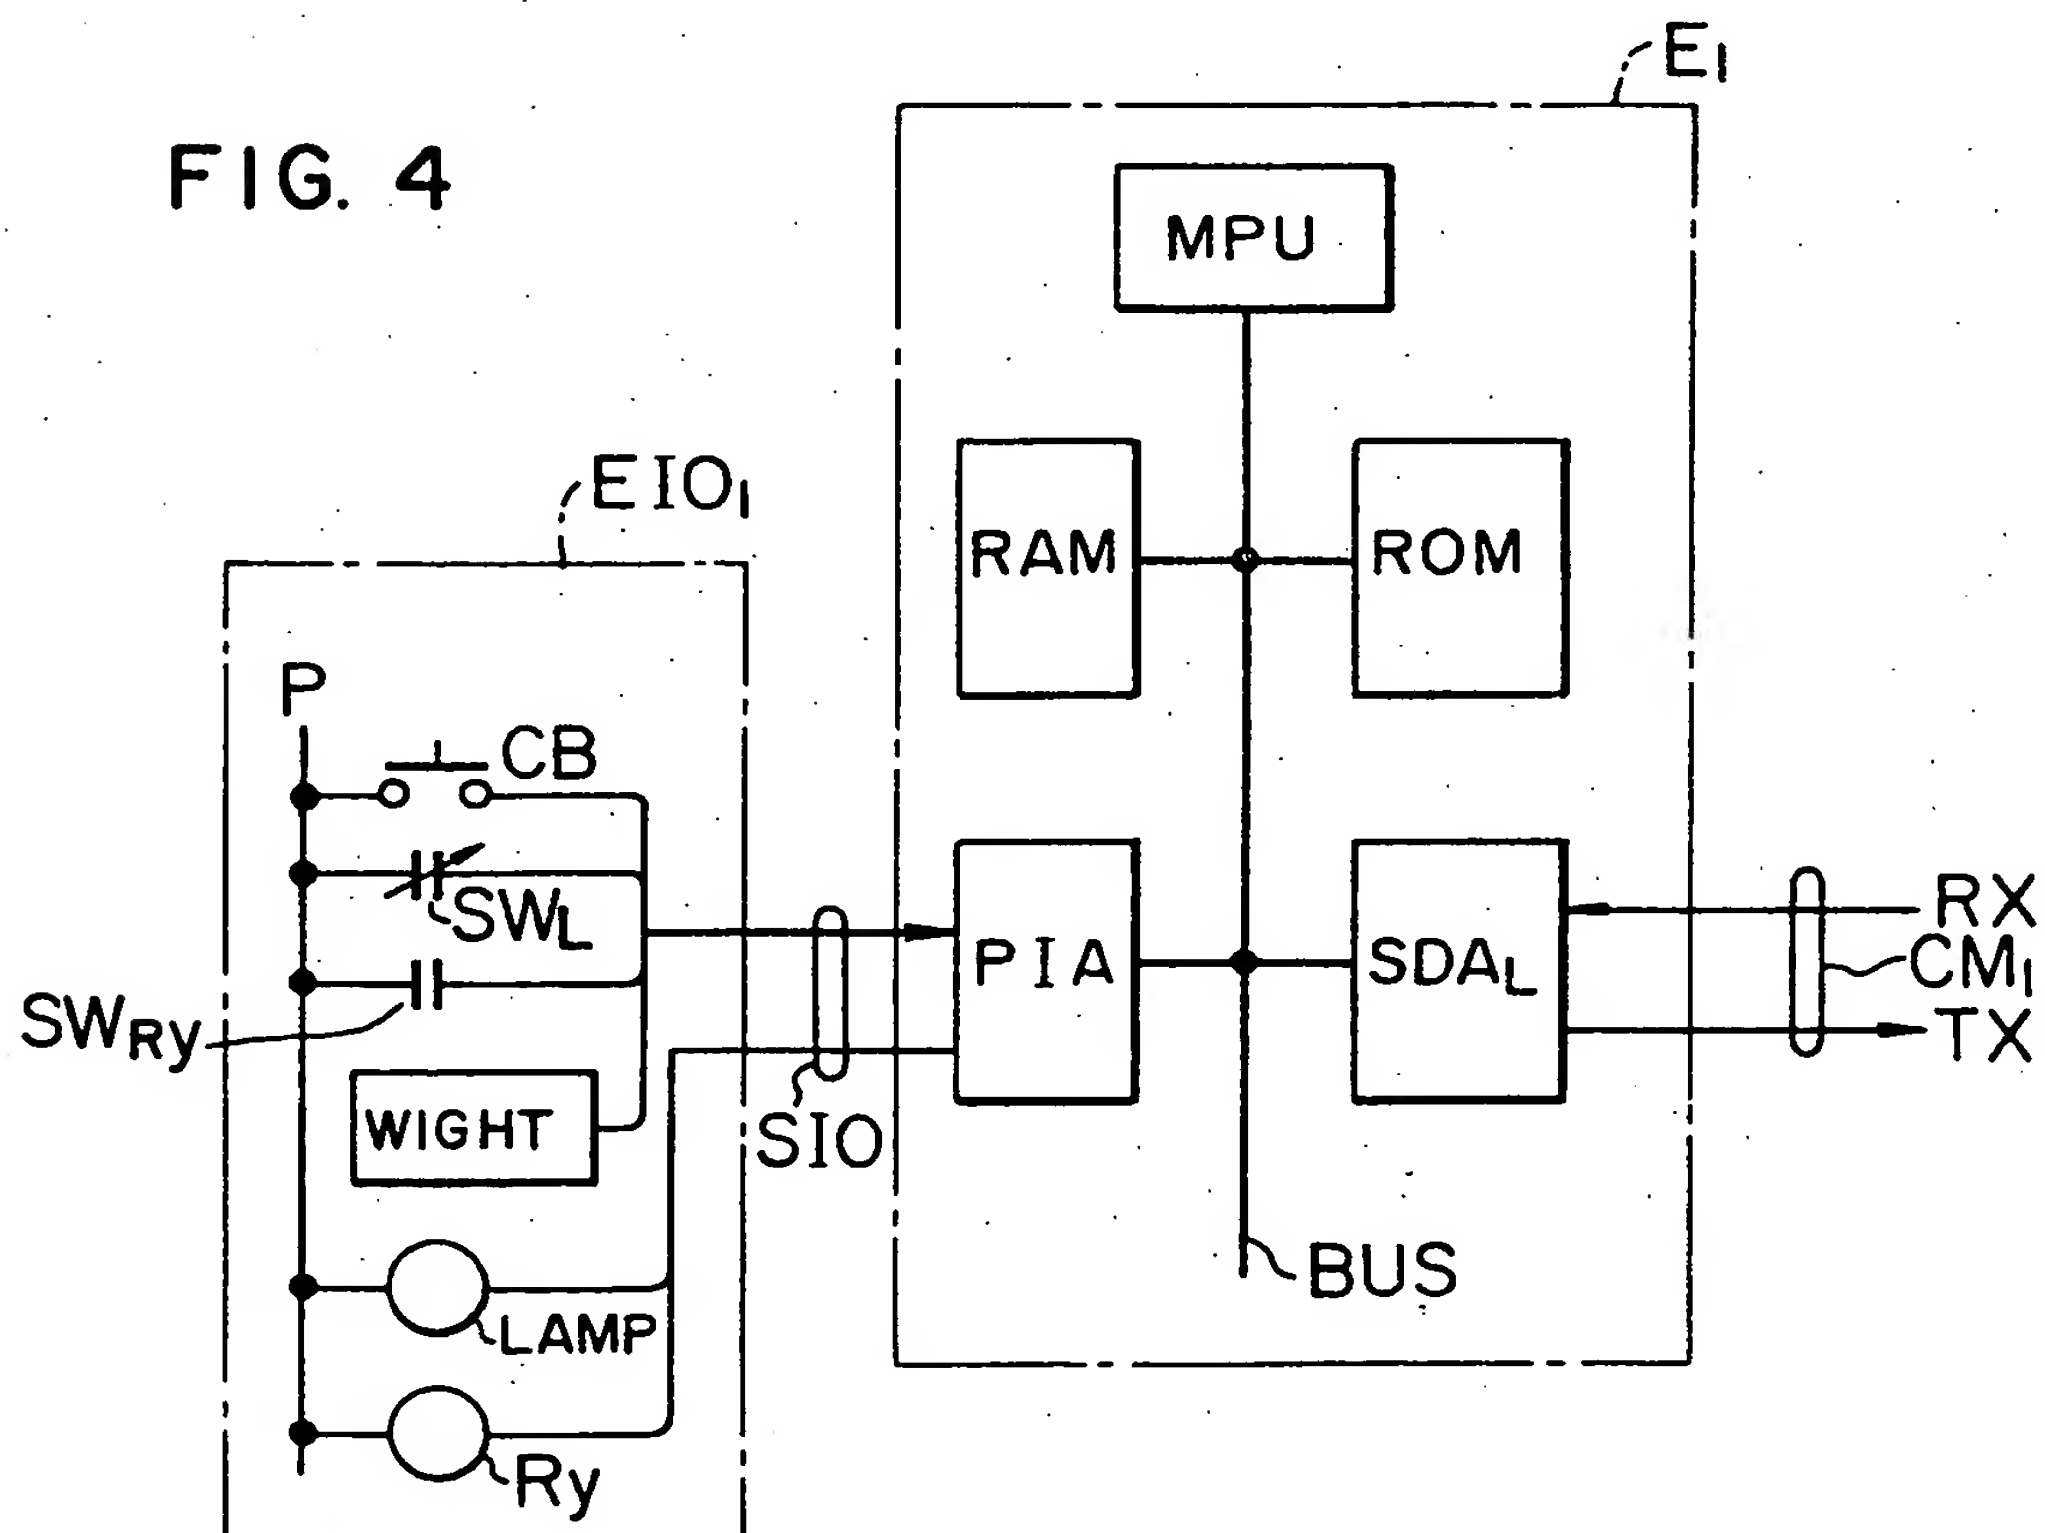 FIG. 4
E1
MPU
RAM
ROM
EIO1
P
CB
SWL
SWRy
WIGHT
LAMP
Ry
SIO
PIA
SDAL
RX
CM1
TX
BUS